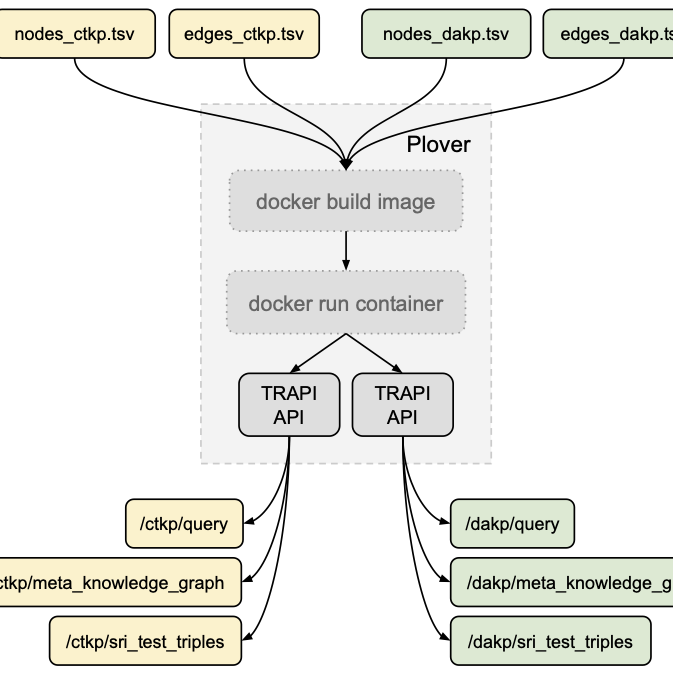 nodes_ctkp.tsv
edges_ctkp.tsv
nodes_dakp.tsv
edges_dakp.ts
Plover
docker build image
docker run container
TRAPI
API
TRAPI
API
/ctkp/query
/dakp/query
ctkp/meta_knowledge_graph
/dakp/meta_knowledge_g
/ctkp/sri_test_triples
/dakp/sri_test_triples